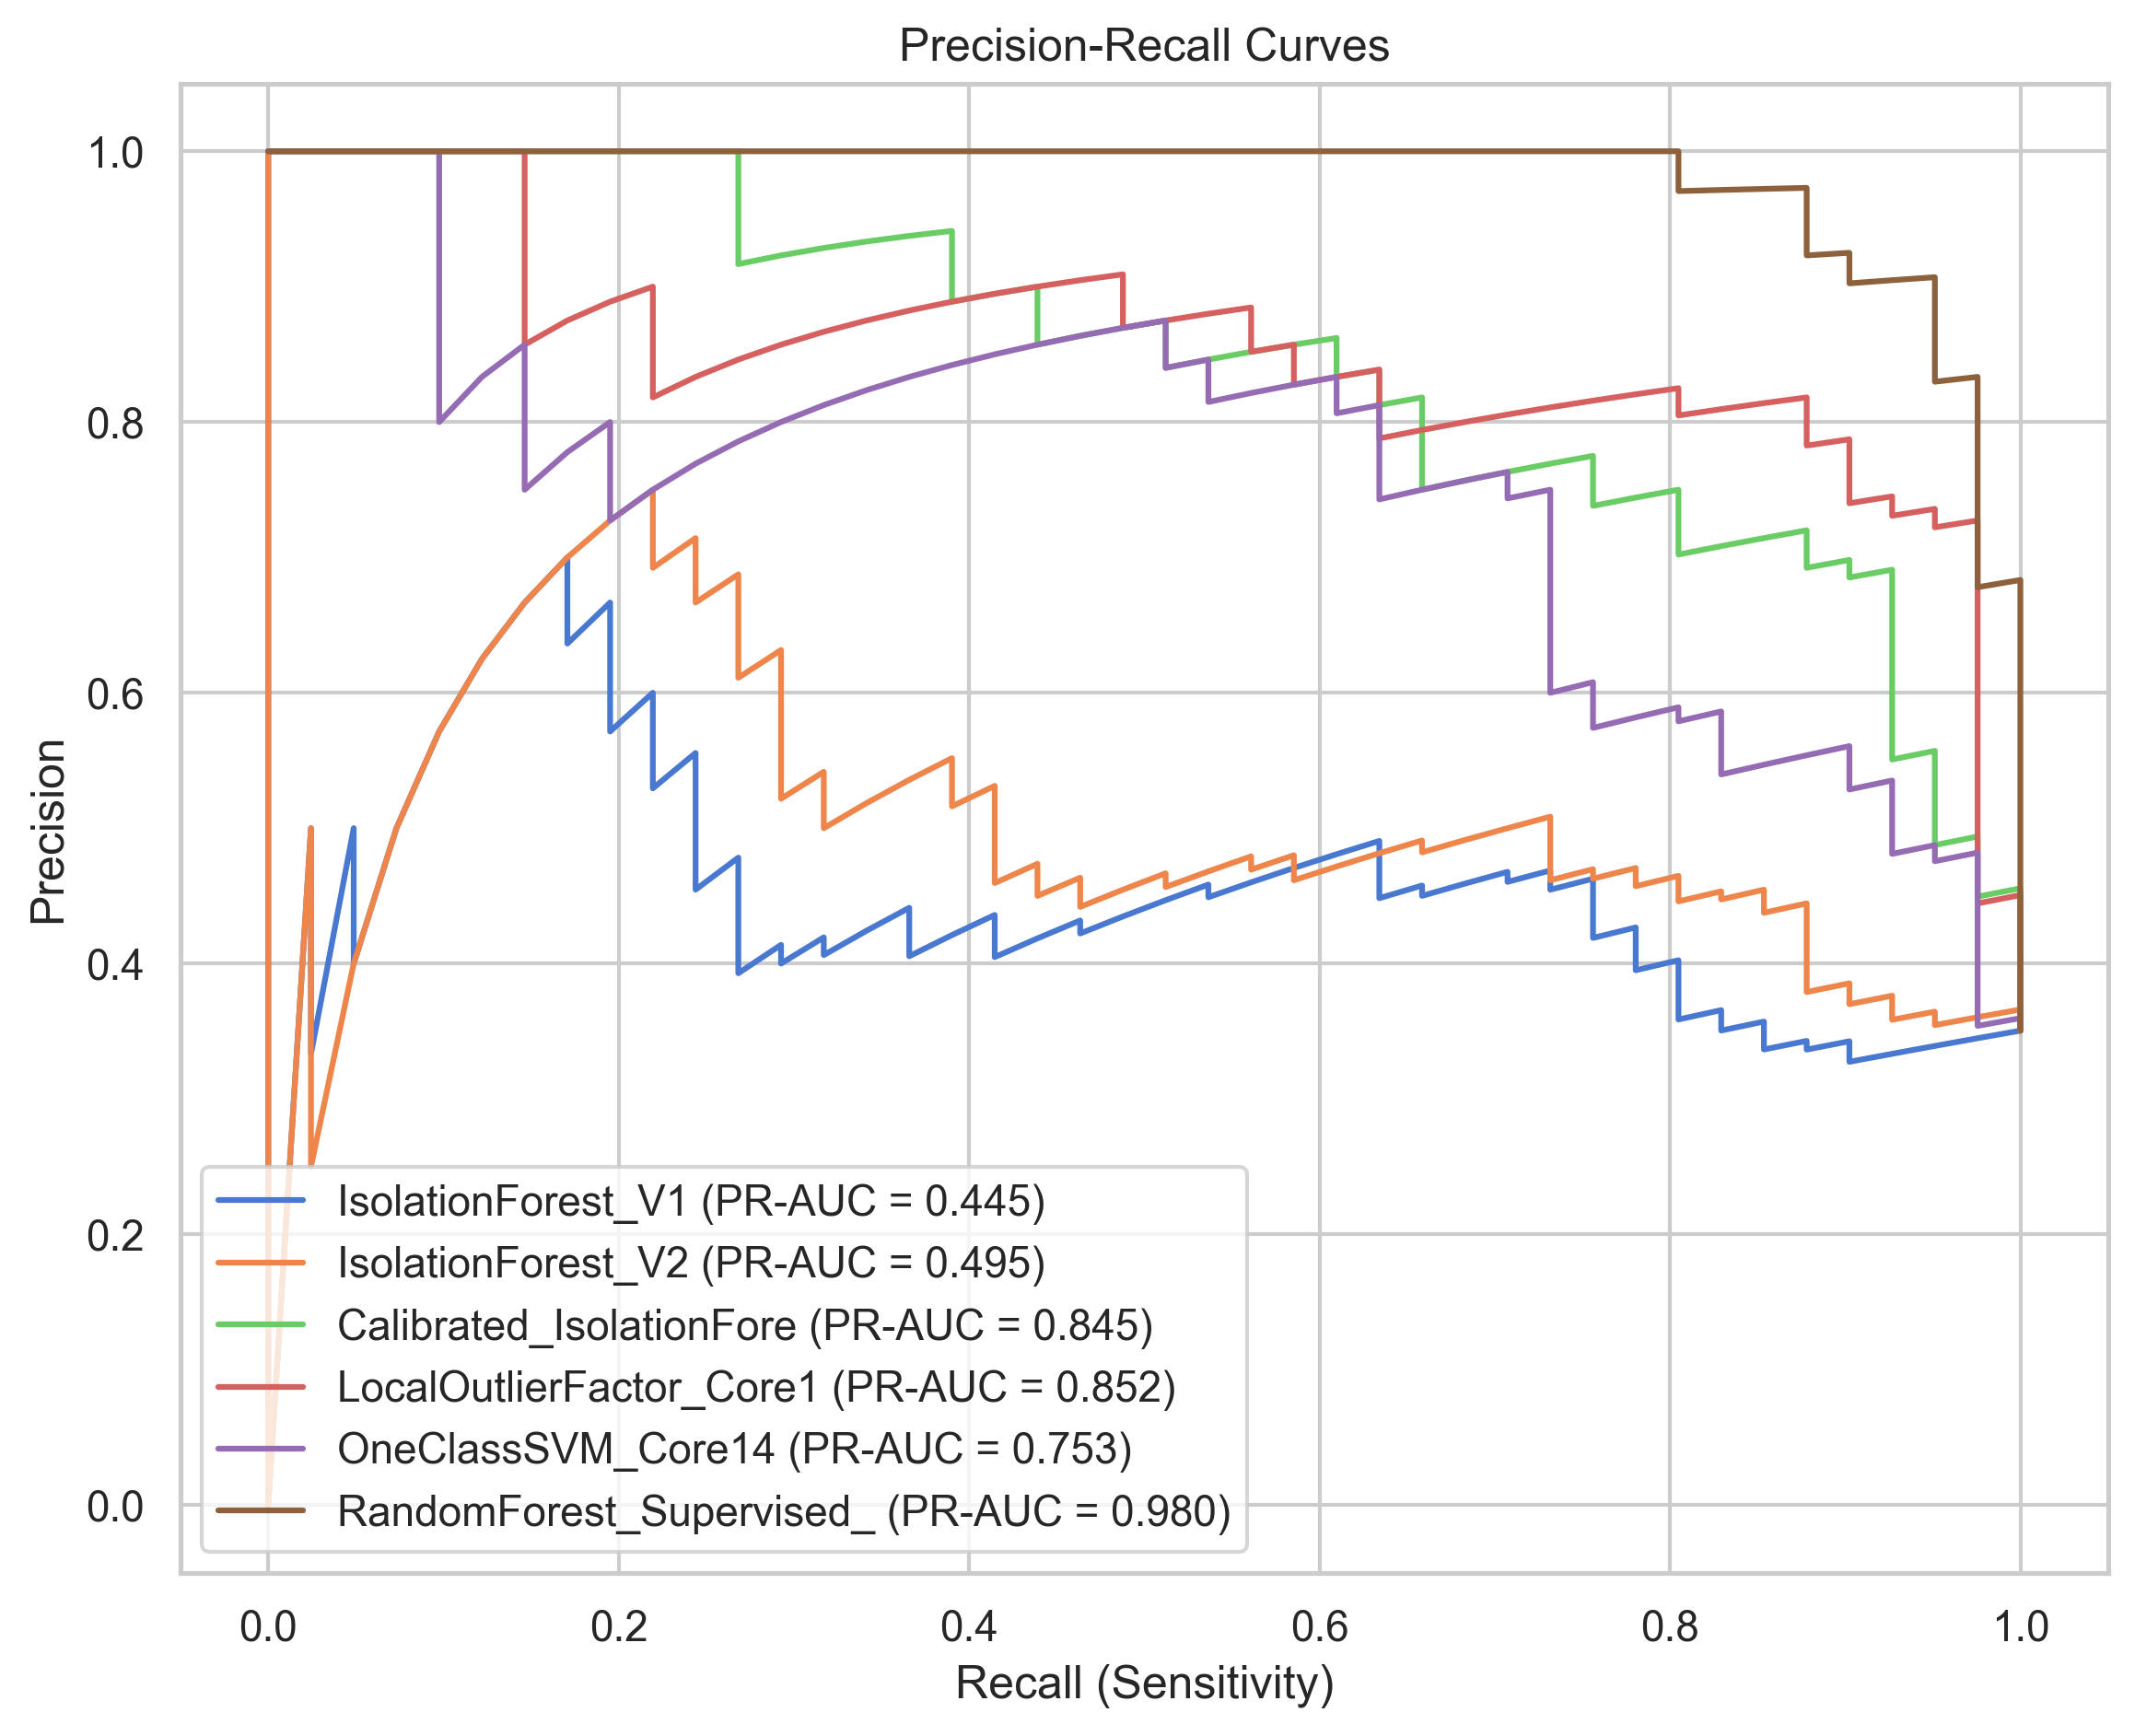 Precision-Recall Curves
1.0
0.8
0.6
0.4
0.2
0.0
Precision
IsolationForest_V1 (PR-AUC = 0.445)
IsolationForest_V2 (PR-AUC = 0.495)
Calibrated_IsolationFore (PR-AUC = 0.845)
LocalOutlierFactor_Core1 (PR-AUC = 0.852)
OneClassSVM_Core14 (PR-AUC = 0.753)
RandomForest_Supervised_ (PR-AUC = 0.980)
0.0 0.2 0.4 0.6 0.8 1.0
Recall (Sensitivity)